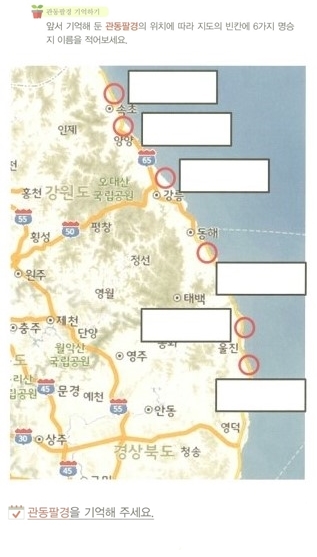 관동팔경 기억하기
앞서 기억해 둔 관동팔경의 위치에 따라 지도의 빈칸에 6가지 명승
지 이름을 적어보세요.
속초
인제
양양
65
오대산
국립공원
강릉
홍천
강원도
55
50
평창
횡성
동해
정선
원주
영월
태백
제천
충주
단양
울진
월악산
국립공원
영주
도
45
문경
예천
55
안동
영덕
30
상주
경상북도
청송
45
관동팔경을 기억해 주세요.